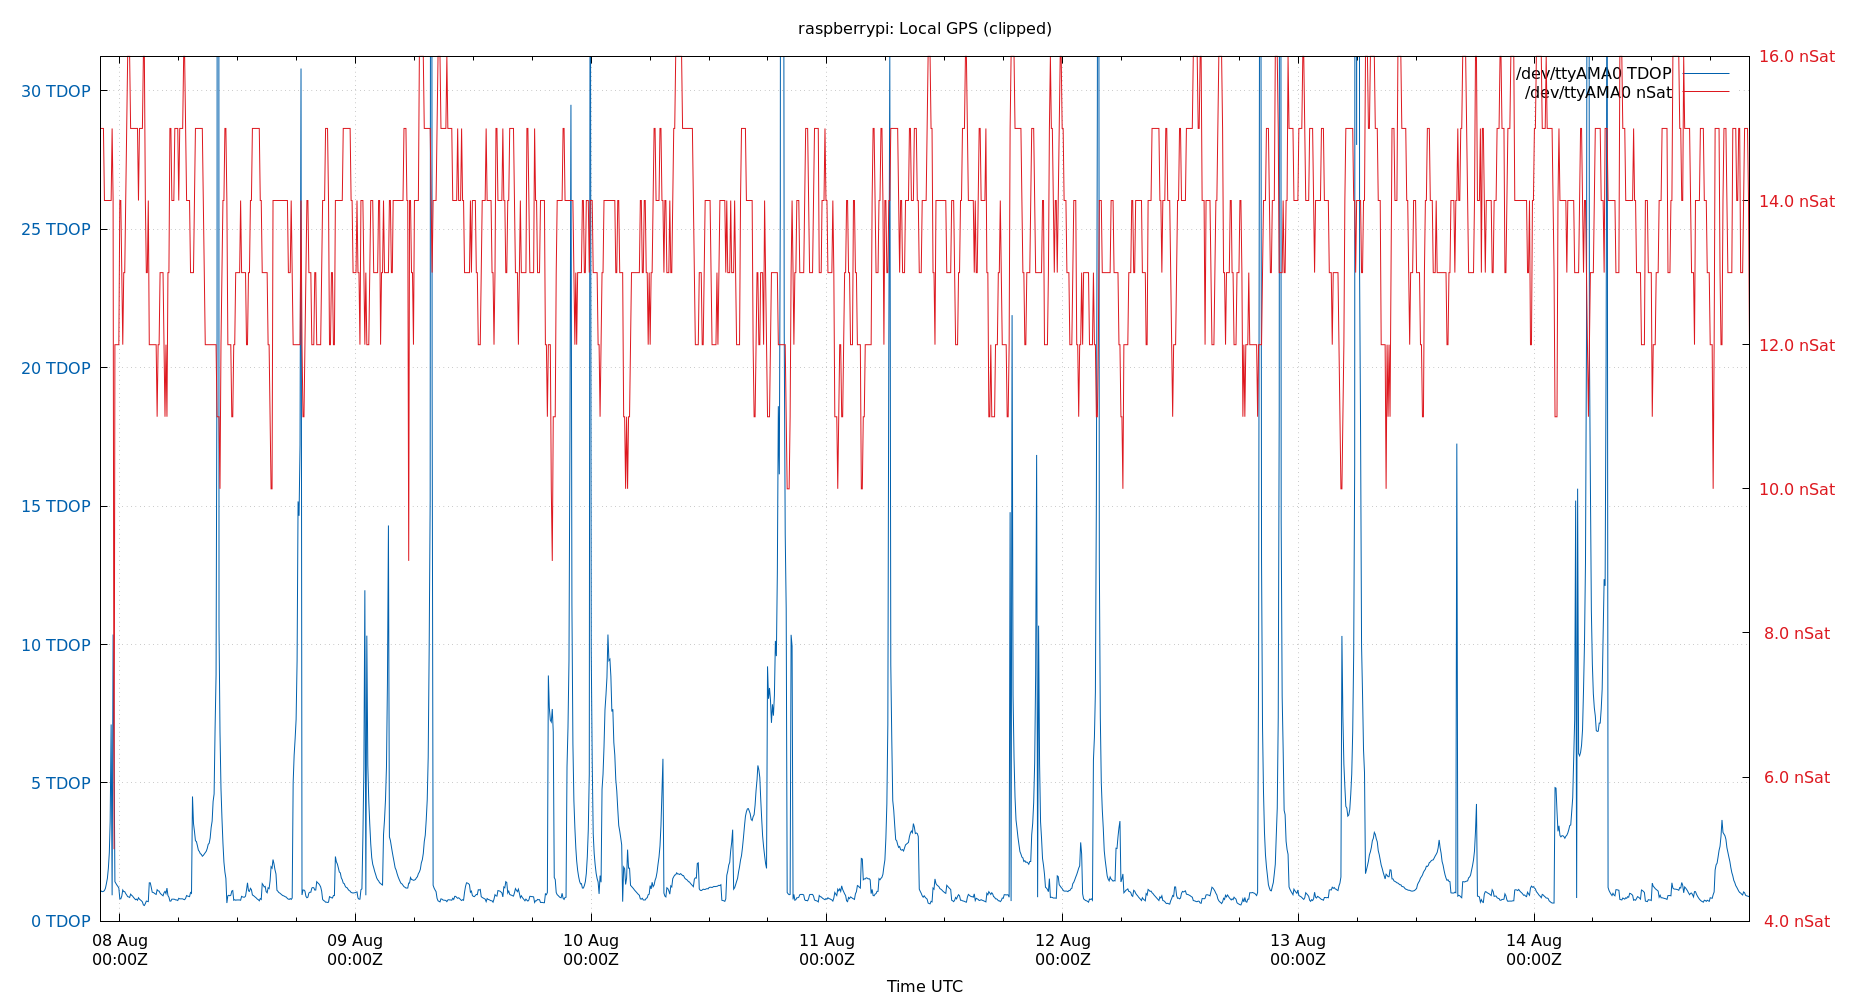 raspberrypi: Local GPS (clipped)
30 TDOP
25 TDOP
20 TDOP
15 TDOP
10 TDOP
5 TDOP
0 TDOP
16.0 nSat
14.0 nSat
12.0 nSat
10.0 nSat
8.0 nSat
6.0 nSat
4.0 nSat
/dev/ttyAMA0 TDOP
/dev/ttyAMA0 nSat
08 Aug
00:00Z
09 Aug
00:00Z
10 Aug
00:00Z
11 Aug
00:00Z
12 Aug
00:00Z
13 Aug
00:00Z
14 Aug
00:00Z
Time UTC